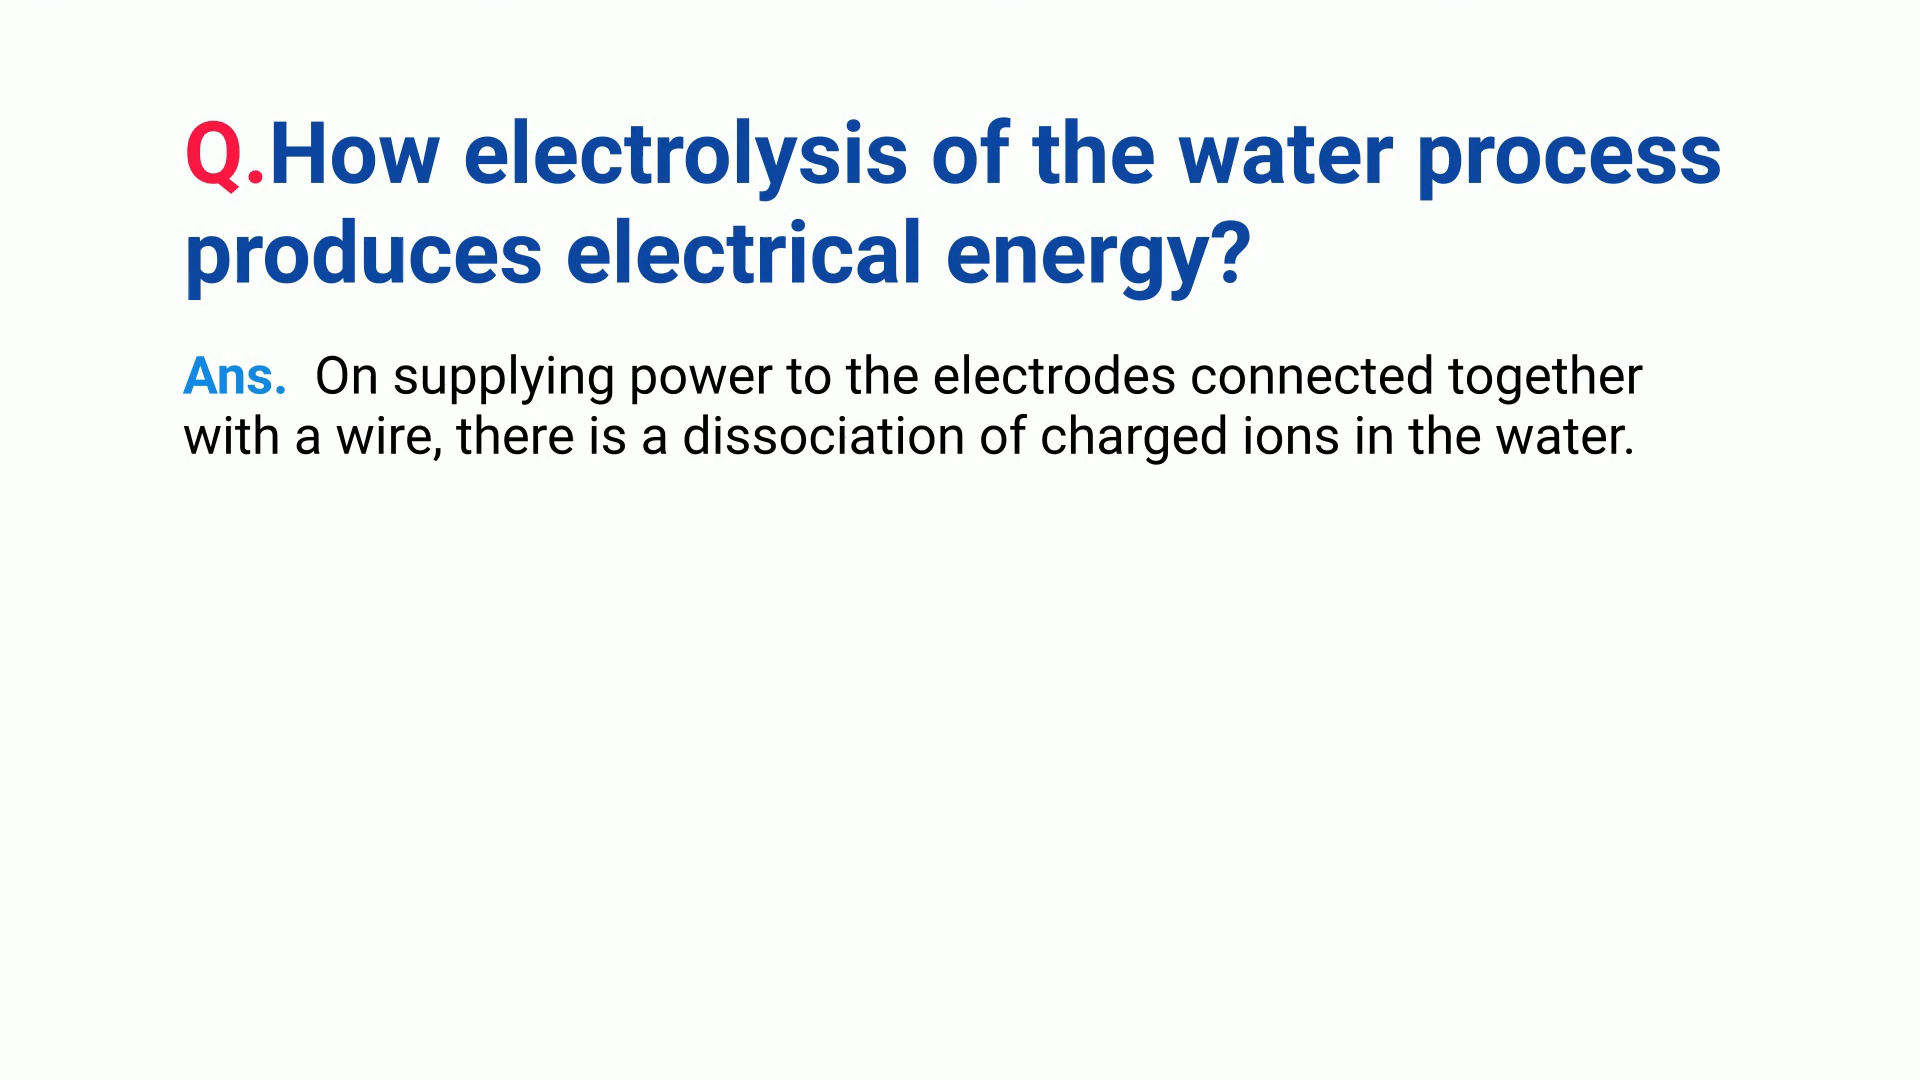 Q.How electrolysis of the water process
produces electrical energy?
Ans. On supplying power to the electrodes connected together
with a wire, there is a dissociation of charged ions in the water.